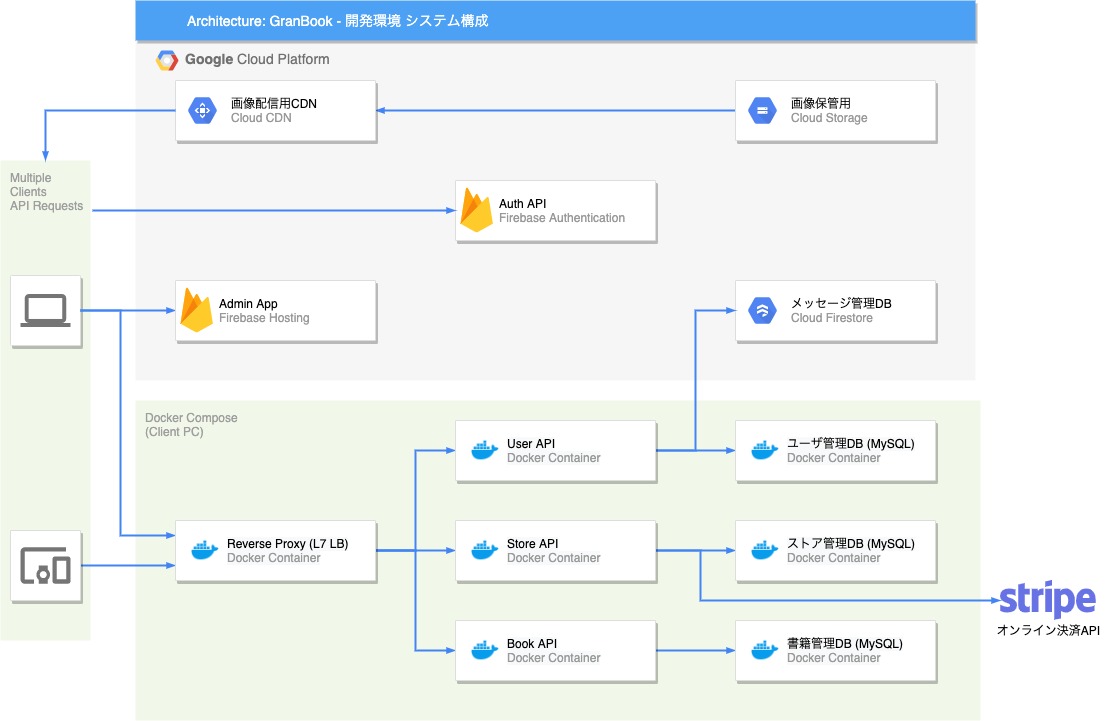 Architecture: GranBook - 開発環境 システム構成
Google Cloud Platform
画像配信用CDN
Cloud CDN
画像保管用
Cloud Storage
Multiple
Clients
API Requests
Auth API
Firebase Authentication
Admin App
Firebase Hosting
メッセージ管理DB
Cloud Firestore
Docker Compose
(Client PC)
User API
Docker Container
ユーザ管理DB (MySQL)
Docker Container
Reverse Proxy (L7 LB)
Docker Container
Store API
Docker Container
ストア管理DB (MySQL)
Docker Container
stripe
オンライン決済API
Book API
Docker Container
書籍管理DB (MySQL)
Docker Container